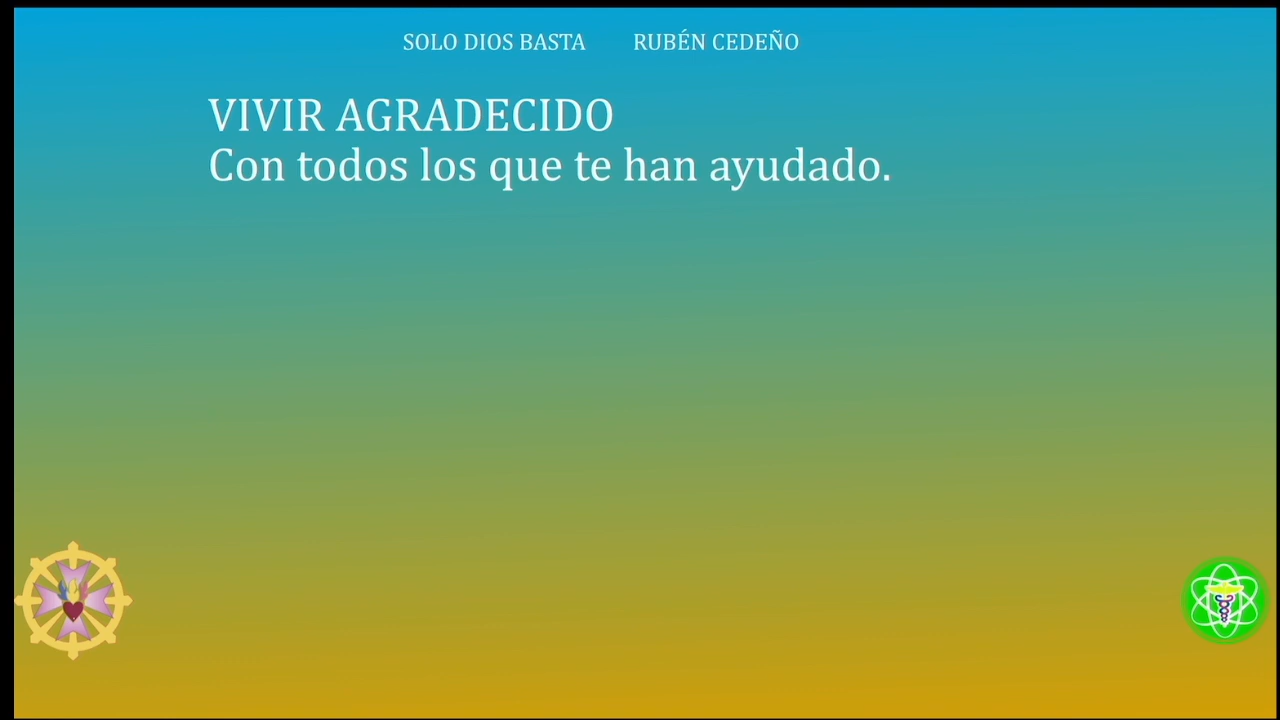 SOLO DIOS BASTA RUBÉN CEDEÑO
VIVIR AGRADECIDO
Con todos los que te han ayudado.